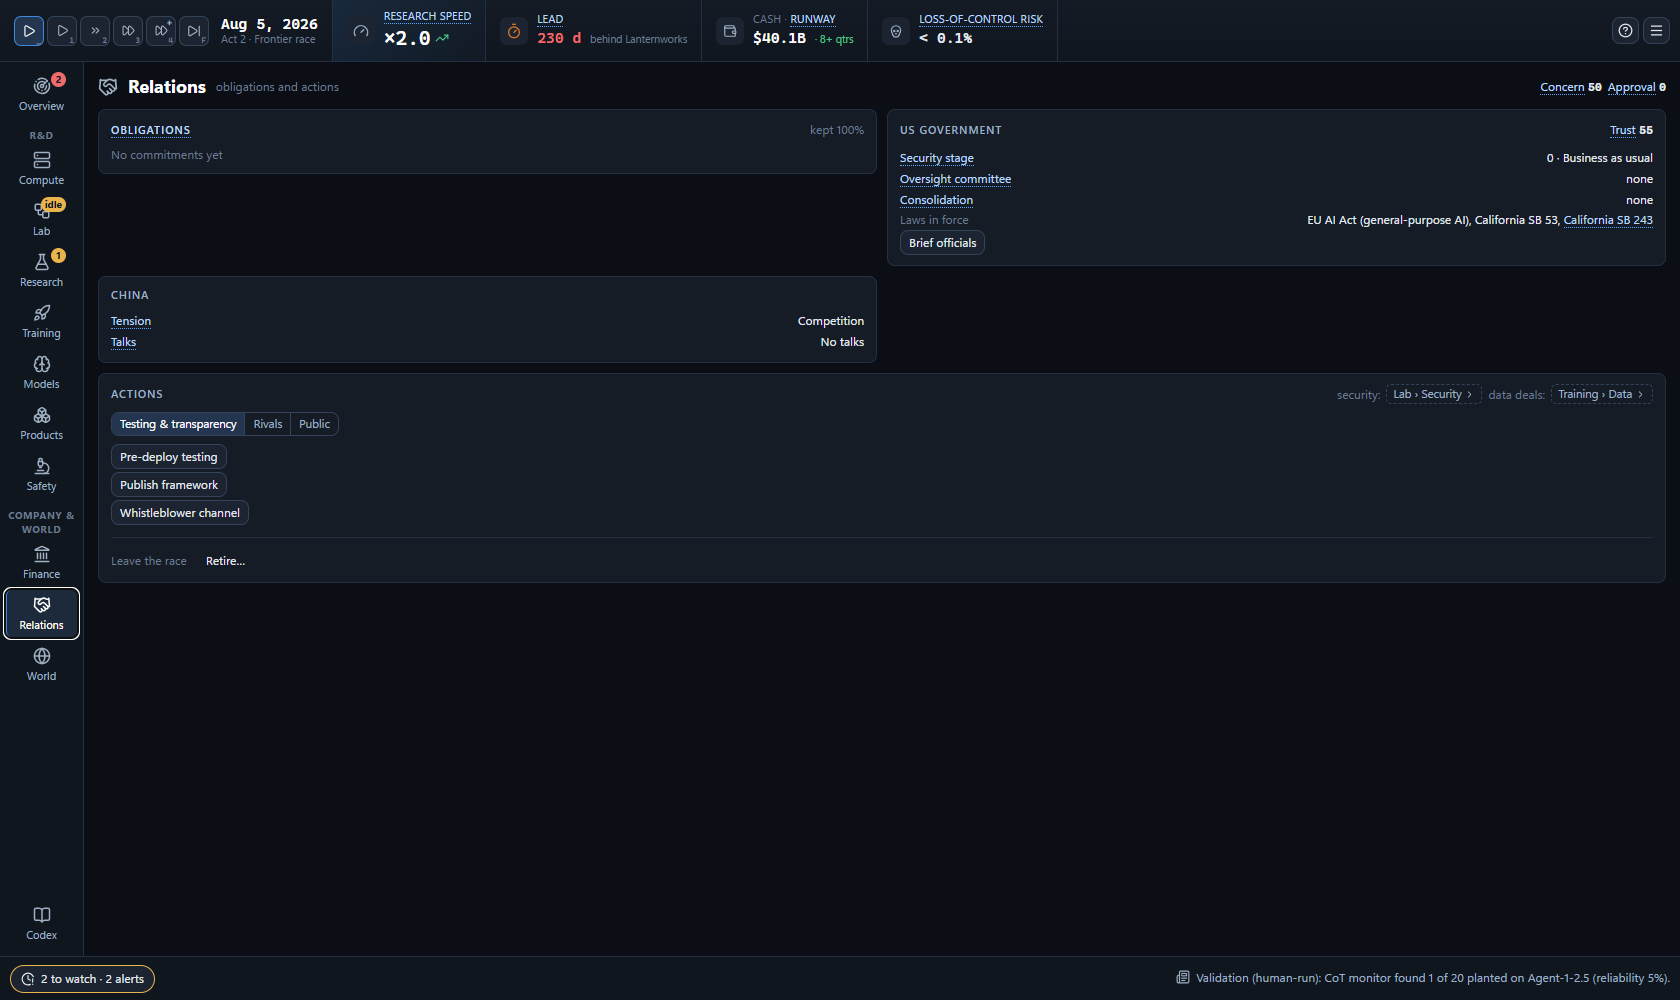 1
2
3
4
F
Aug 5, 2026
Act 2 · Frontier race
RESEARCH SPEED
×2.0
LEAD
230 d behind Lanternworks
CASH · RUNWAY
$40.1B · 8+ qtrs
LOSS-OF-CONTROL RISK
< 0.1%
2
Overview
R&D
Compute
idle
Lab
1
Research
Training
Models
Products
Safety
COMPANY &
WORLD
Finance
Relations
World
Codex
Relations obligations and actions
Concern 50 Approval 0
OBLIGATIONS
kept 100%
No commitments yet
US GOVERNMENT
Trust 55
Security stage
0 · Business as usual
Oversight committee
none
Consolidation
none
Laws in force
EU AI Act (general-purpose AI), California SB 53, California SB 243
Brief officials
CHINA
Tension
Competition
Talks
No talks
ACTIONS
security: Lab › Security › data deals: Training › Data ›
Testing & transparency Rivals Public
Pre-deploy testing
Publish framework
Whistleblower channel
Leave the race Retire...
2 to watch · 2 alerts
Validation (human-run): CoT monitor found 1 of 20 planted on Agent-1-2.5 (reliability 5%).